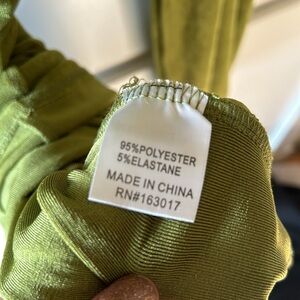 95%POLYESTER
5%ELASTANE
MADE IN CHINA
RN#163017